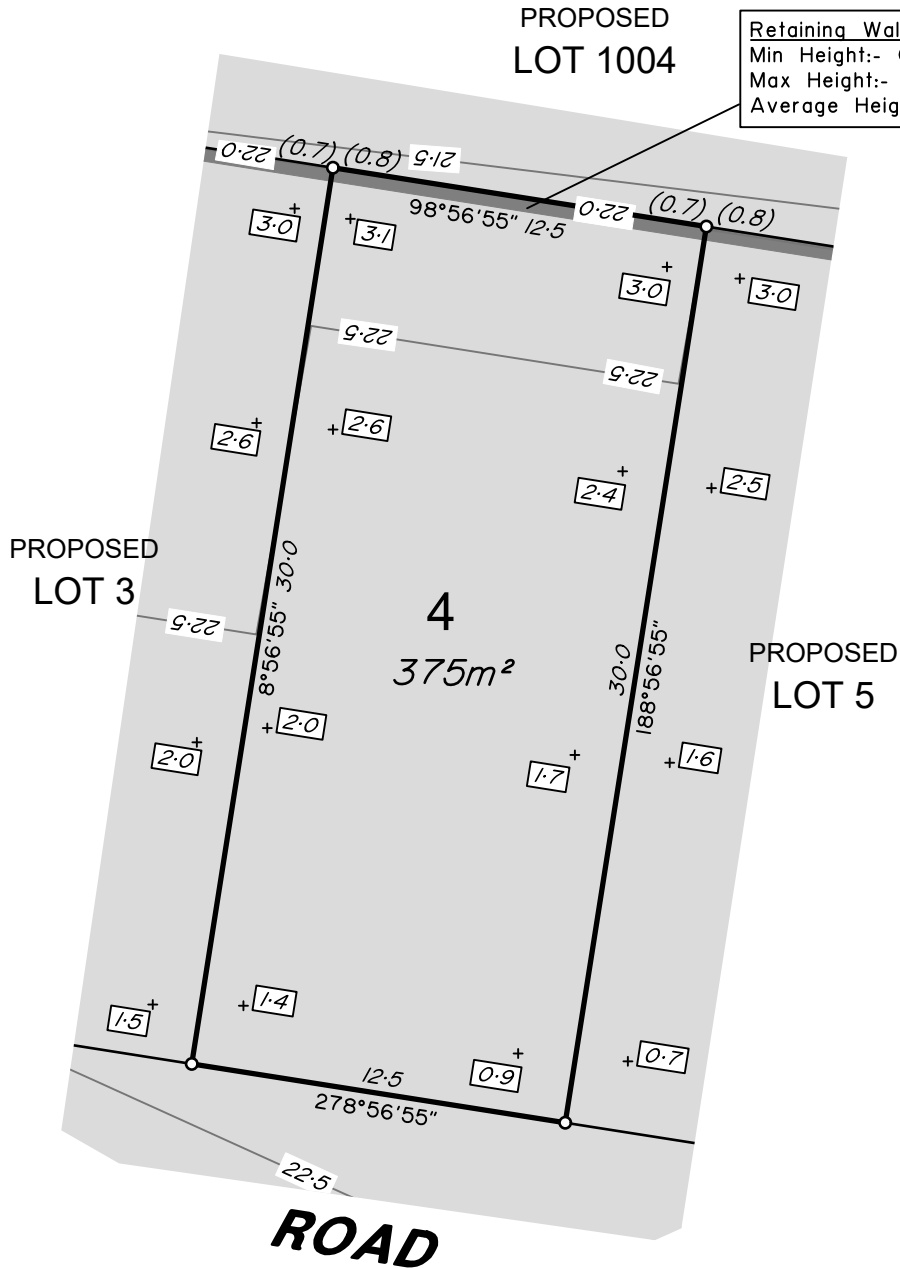 PROPOSED
LOT 1004
Retaining
Min Height:-
Max Height:-
Average
22·0 (0.7) (0.8) 21·5
98°56'55" 12·5
22·0 (0.7) (0.8)
3·0
3·1
3·0
3·0
22·5
22·5
2·6
2·6
2·4
2·5
PROPOSED
LOT 3
22·5
8°56'55" 30·0
4
375m²
30·0
188°56'55"
PROPOSED
LOT 5
2·0
2·0
1·7
1·6
1·5
1·4
0·9
0·7
12·5
278°56'55"
22·5
ROAD